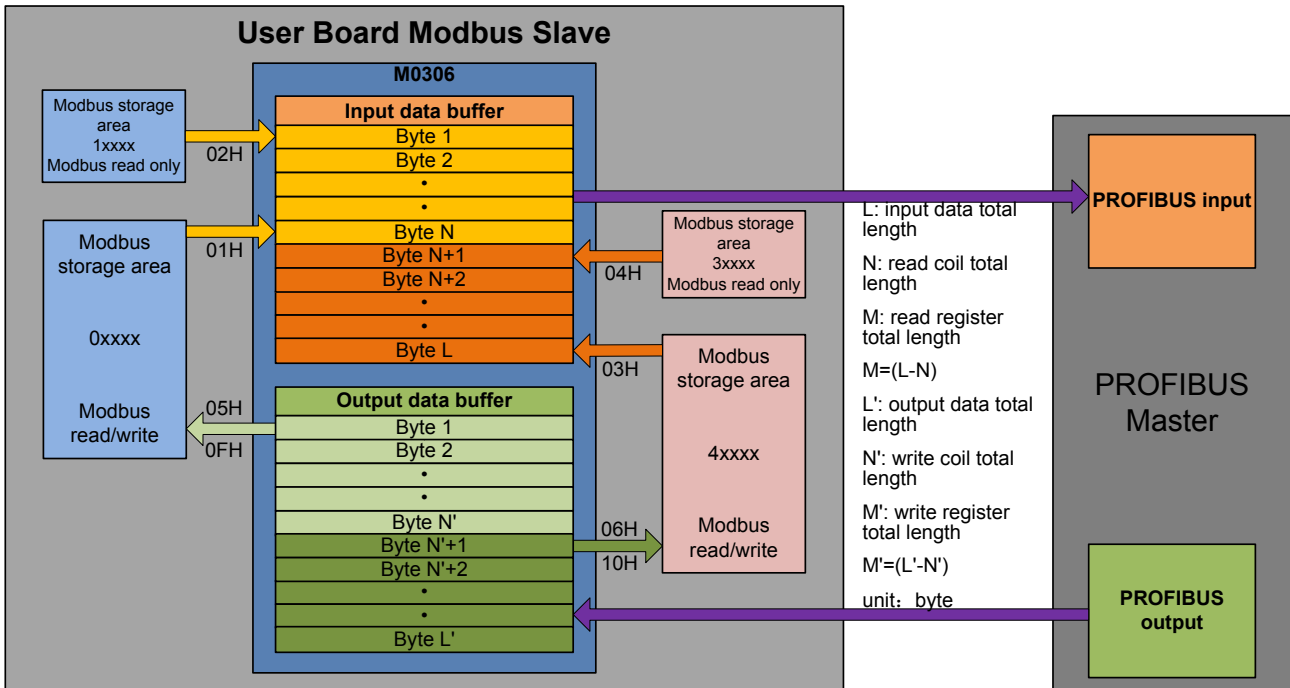 User Board Modbus Slave
M0306
Modbus storage
area
1xxxx
Modbus read only
02H
Modbus
storage area
0xxxx
Modbus
read/write
01H
05H
0FH
Input data buffer
Byte 1
Byte 2
•
•
Byte N
Byte N+1
Byte N+2
•
•
Byte L
Output data buffer
Byte 1
Byte 2
•
•
Byte N'
Byte N'+1
Byte N'+2
•
•
Byte L'
04H
Modbus storage
area
3xxxx
Modbus read only
03H
Modbus
storage area
4xxxx
Modbus
read/write
06H
10H
L: input data total
length
N: read coil total
length
M: read register
total length
M=(L-N)
L': output data total
length
N': write coil total
length
M': write register
total length
M'=(L'-N')
unit：byte
PROFIBUS input
PROFIBUS
Master
PROFIBUS
output